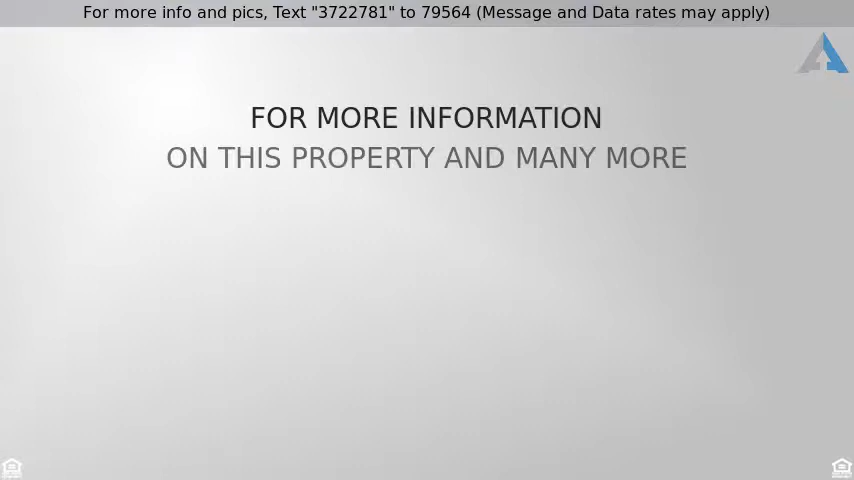 For more info and pics, Text "3722781" to 79564 (Message and Data rates may apply)
FOR MORE INFORMATION
ON THIS PROPERTY AND MANY MORE